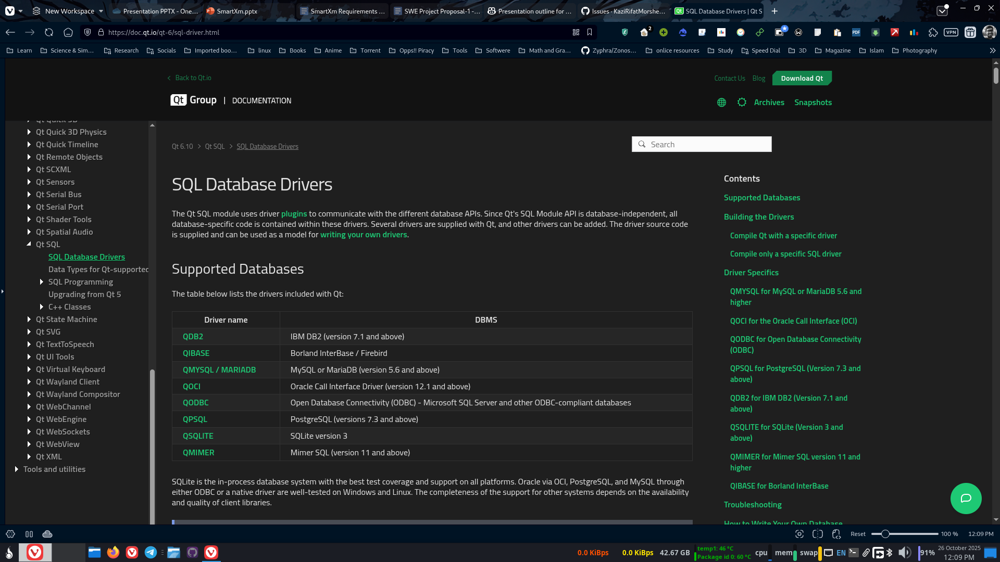 New Workspace
Presentation PPTX - One...
SmartXm.pptx
SmartXm Requirements ...
SWE Project Proposal-1 -...
Presentation outline for ...
Issues · KaziRifatMorshe...
SQL Database Drivers | Qt S
https://doc.qt.io/qt-6/sql-driver.html
2
PDF
VPN
Learn
Science & Sim...
Research
Socials
Imported boo...
linux
Books
Anime
Torrent
Opps!! Piracy
Tools
Softwere
Math and Gra...
Zyphra/Zonos...
onlice resources
Study
Speed Dial
3D
Magazine
Islam
Photography
Back to Qt.io
Contact Us
Blog
Download Qt
Qt Group | DOCUMENTATION
Archives
Snapshots
Qt Quick 3D
Qt Quick 3D Physics
Qt Quick Timeline
Qt Remote Objects
Qt SCXML
Qt Sensors
Qt Serial Bus
Qt Serial Port
Qt Shader Tools
Qt Spatial Audio
Qt SQL
SQL Database Drivers
Data Types for Qt-supported
SQL Programming
Upgrading from Qt 5
C++ Classes
Qt State Machine
Qt SVG
Qt TextToSpeech
Qt UI Tools
Qt Virtual Keyboard
Qt Wayland Client
Qt Wayland Compositor
Qt WebChannel
Qt WebEngine
Qt WebSockets
Qt WebView
Qt XML
Tools and utilities
Qt 6.10 > Qt SQL > SQL Database Drivers
Search
SQL Database Drivers
The Qt SQL module uses driver plugins to communicate with the different database APIs. Since Qt's SQL Module API is database-independent, all
database-specific code is contained within these drivers. Several drivers are supplied with Qt, and other drivers can be added. The driver source code
is supplied and can be used as a model for writing your own drivers.
Supported Databases
The table below lists the drivers included with Qt:
Driver name DBMS
QDB2 IBM DB2 (version 7.1 and above)
QIBASE Borland InterBase / Firebird
QMYSQL / MARIADB MySQL or MariaDB (version 5.6 and above)
QOCI Oracle Call Interface Driver (version 12.1 and above)
QODBC Open Database Connectivity (ODBC) - Microsoft SQL Server and other ODBC-compliant databases
QPSQL PostgreSQL (versions 7.3 and above)
QSQLITE SQLite version 3
QMIMER Mimer SQL (version 11 and above)
SQLite is the in-process database system with the best test coverage and support on all platforms. Oracle via OCI, PostgreSQL, and MySQL through
either ODBC or a native driver are well-tested on Windows and Linux. The completeness of the support for other systems depends on the availability
and quality of client libraries.
Contents
Supported Databases
Building the Drivers
Compile Qt with a specific driver
Compile only a specific SQL driver
Driver Specifics
QMYSQL for MySQL or MariaDB 5.6 and
higher
QOCI for the Oracle Call Interface (OCI)
QODBC for Open Database Connectivity
(ODBC)
QPSQL for PostgreSQL (Version 7.3 and
above)
QDB2 for IBM DB2 (Version 7.1 and
above)
QSQLITE for SQLite (Version 3 and
above)
QMIMER for Mimer SQL version 11 and
higher
QIBASE for Borland InterBase
Troubleshooting
How to Write Your Own Database
Reset
100 %
12:09 PM
0.0 KiBps
0.0 KiBps
42.67 GB
temp1: 46 °C
Package id 0: 60 °C
cpu
mem
swap
EN
91%
26 October 2025
12:09 PM